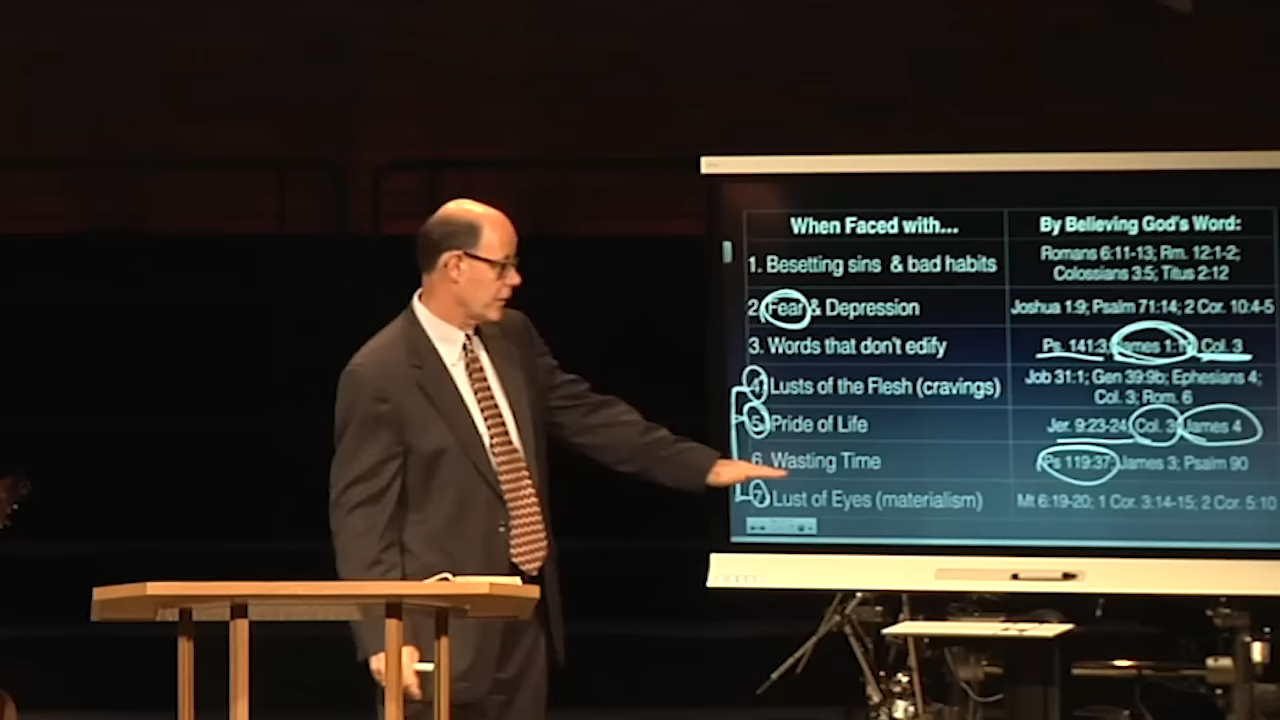 When Faced with...
By Believing God's Word:
1. Besetting sins & bad habits
Romans 6:11-13; Rm. 12:1-2;
Colossians 3:5; Titus 2:12
2. Fear & Depression
Joshua 1:9; Psalm 71:14; 2 Cor. 10:4-5
3. Words that don't edify
Ps. 141:3; James 1:19 Col. 3
4. Lusts of the Flesh (cravings)
Job 31:1; Gen 39:9b; Ephesians 4;
Col. 3; Rom. 6
5. Pride of Life
Jer. 9:23-24; Col. 3; James 4
6. Wasting Time
Ps 119:37; James 3; Psalm 90
7. Lust of Eyes (materialism)
Mt 6:19-20; 1 Cor. 3:14-15; 2 Cor. 5:10